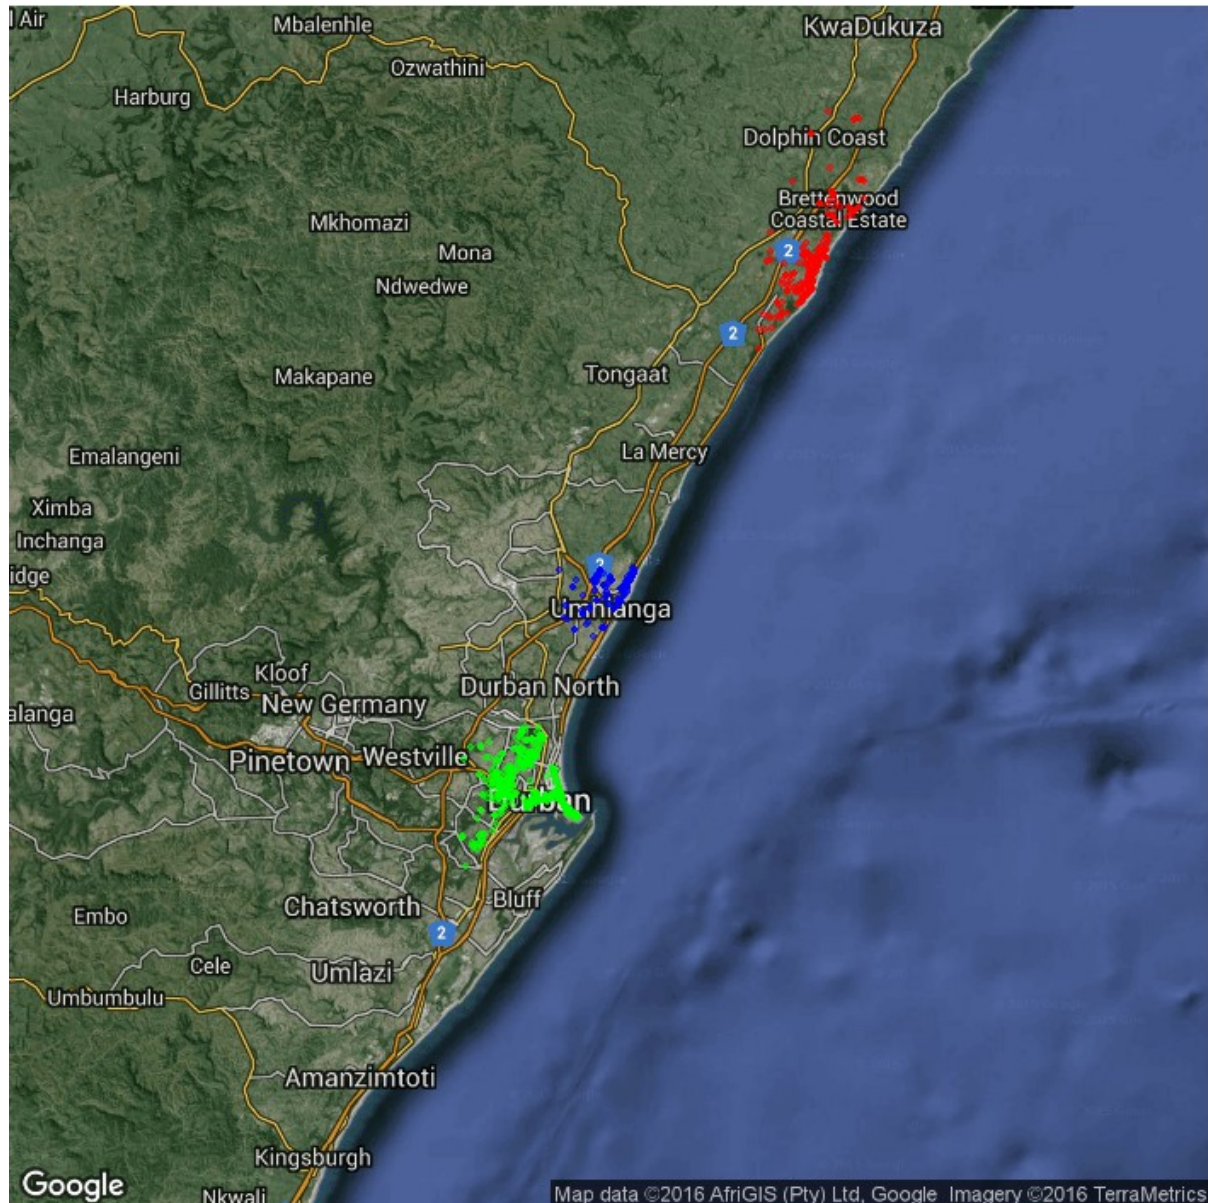 l Air
Mbalenhle
KwaDukuza
Ozwathini
Harburg
Dolphin Coast
Brettenwood
Coastal Estate
Mkhomazi
Mona
2
Ndwedwe
2
Makapane
Tongaat
La Mercy
Emalangeni
Ximba
Inchanga
idge
2
Umhlanga
Kloof
Gillitts
Durban North
New Germany
alanga
Pinetown
Westville
Durban
Bluff
Chatsworth
Embo
2
Cele
Umlazi
Umbumbulu
Amanzimtoti
Kingsburgh
Google
Nkwali
Map data ©2016 AfriGIS (Pty) Ltd, Google Imagery ©2016 TerraMetrics